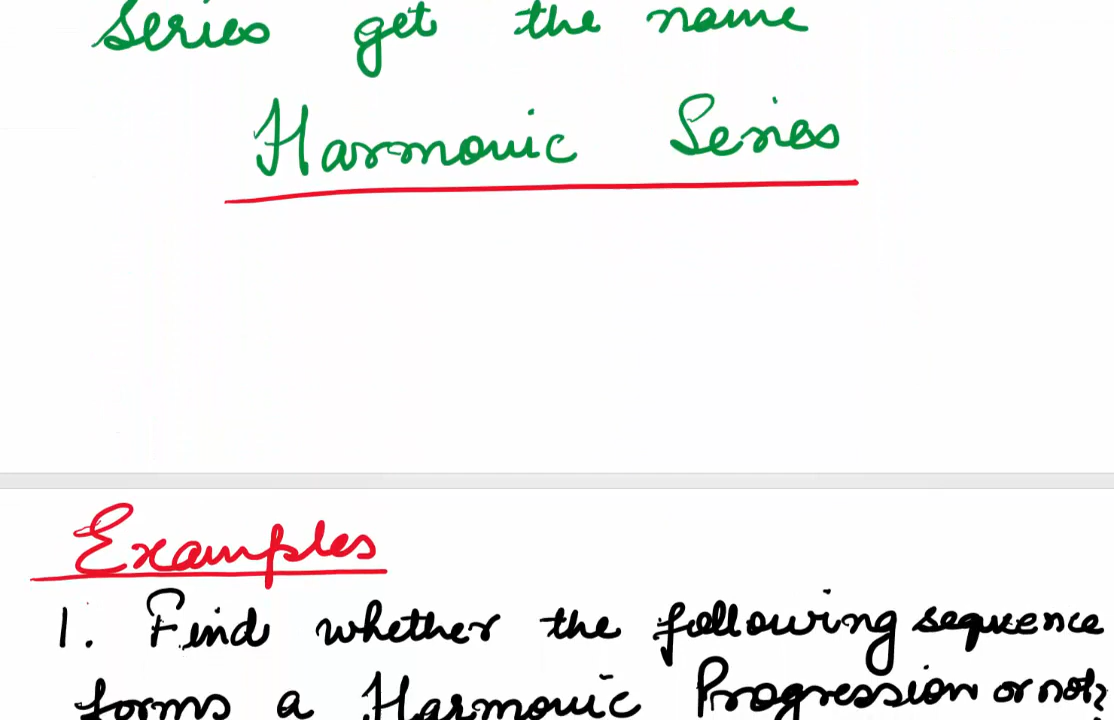 Series get the name
Harmonic Series
Examples
1. Find whether the following sequence
forms a Harmonic Progression or not?